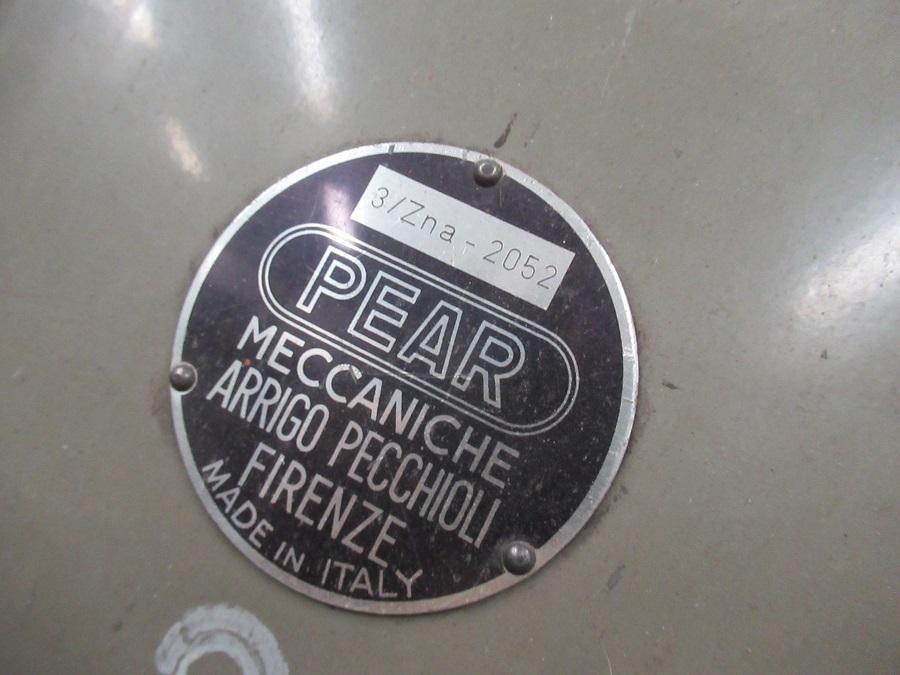 3/Zna - 2052
PEAR
MECCANICHE
ARRIGO PECCHIOLI
FIRENZE
MADE IN ITALY